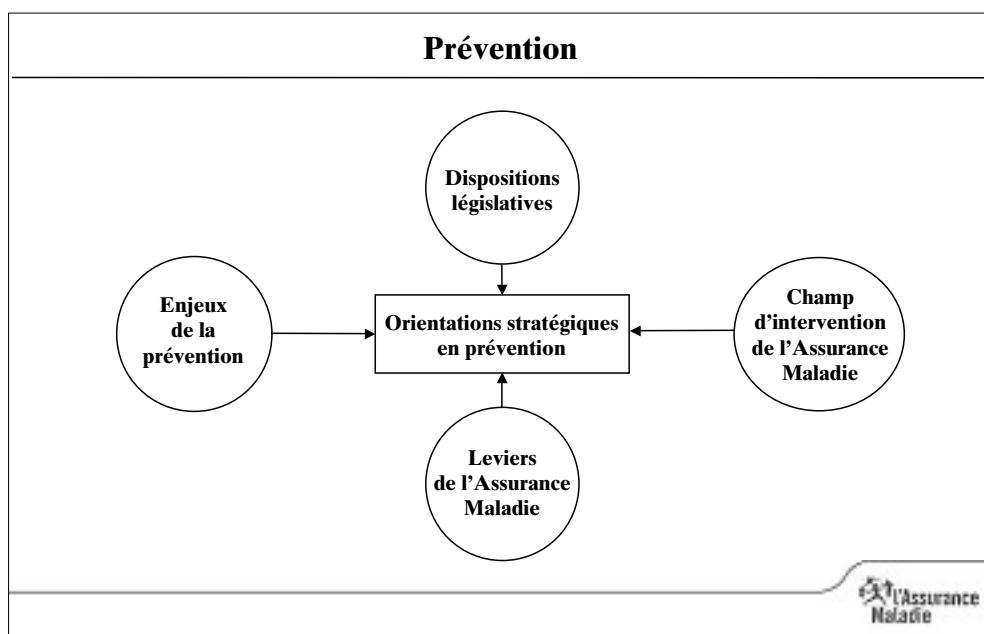 Prévention
Dispositions
législatives
Enjeux
de la
prévention
Orientations stratégiques
en prévention
Champ
d’intervention
de l’Assurance
Maladie
Leviers
de l’Assurance
Maladie
l'Assurance
Maladie